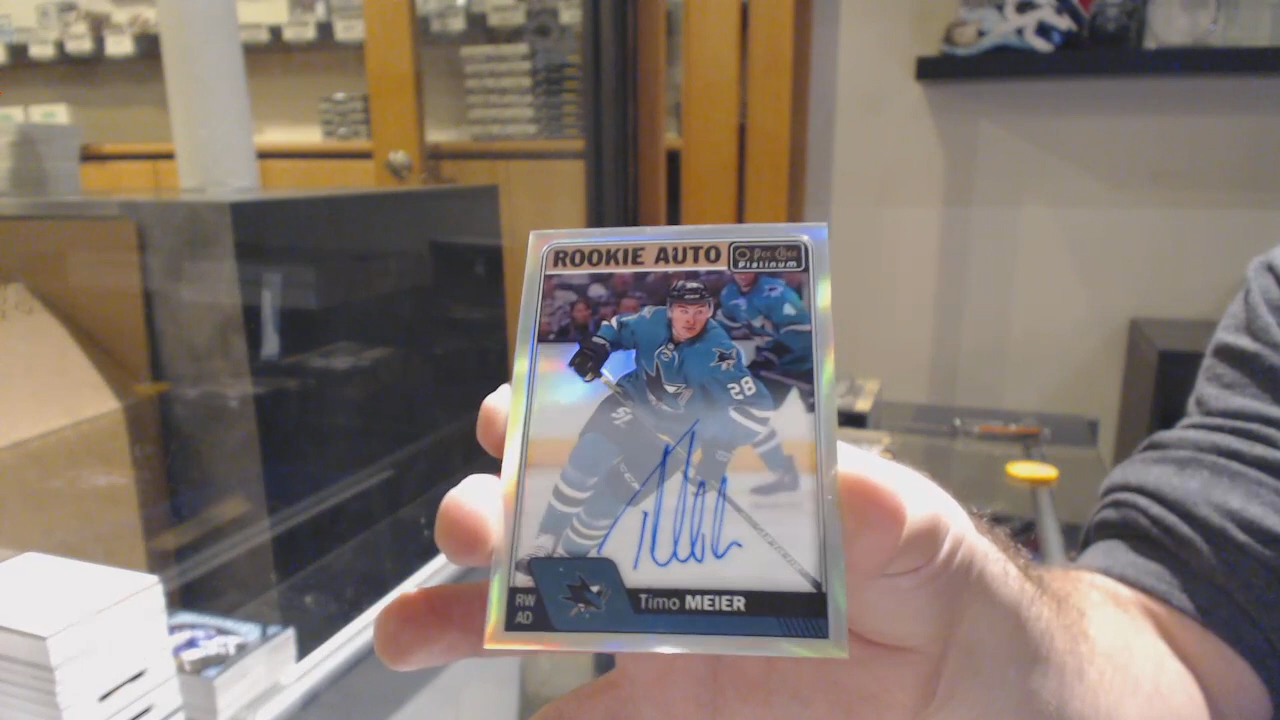 ROOKIE AUTO
O-Pee-Chee
Platinum
28
RW
AD
Timo MEIER